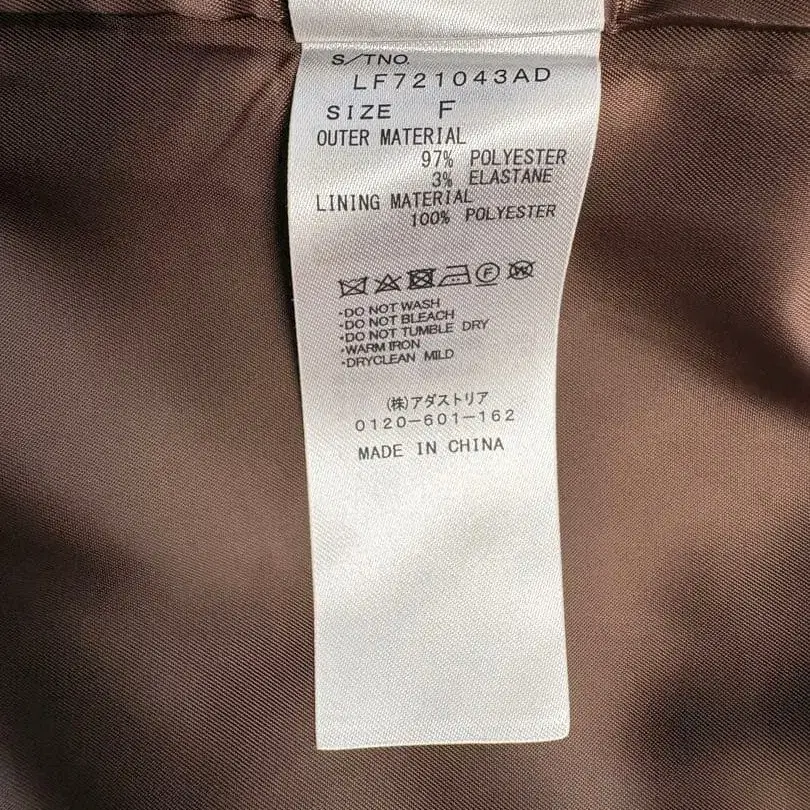 S/TNO.
LF721043AD
SIZE F
OUTER MATERIAL
97% POLYESTER
3% ELASTANE
LINING MATERIAL
100% POLYESTER
F W
・DO NOT WASH
・DO NOT BLEACH
・DO NOT TUMBLE DRY
・WARM IRON
・DRYCLEAN MILD
(株)アダストリア
0120-601-162
MADE IN CHINA